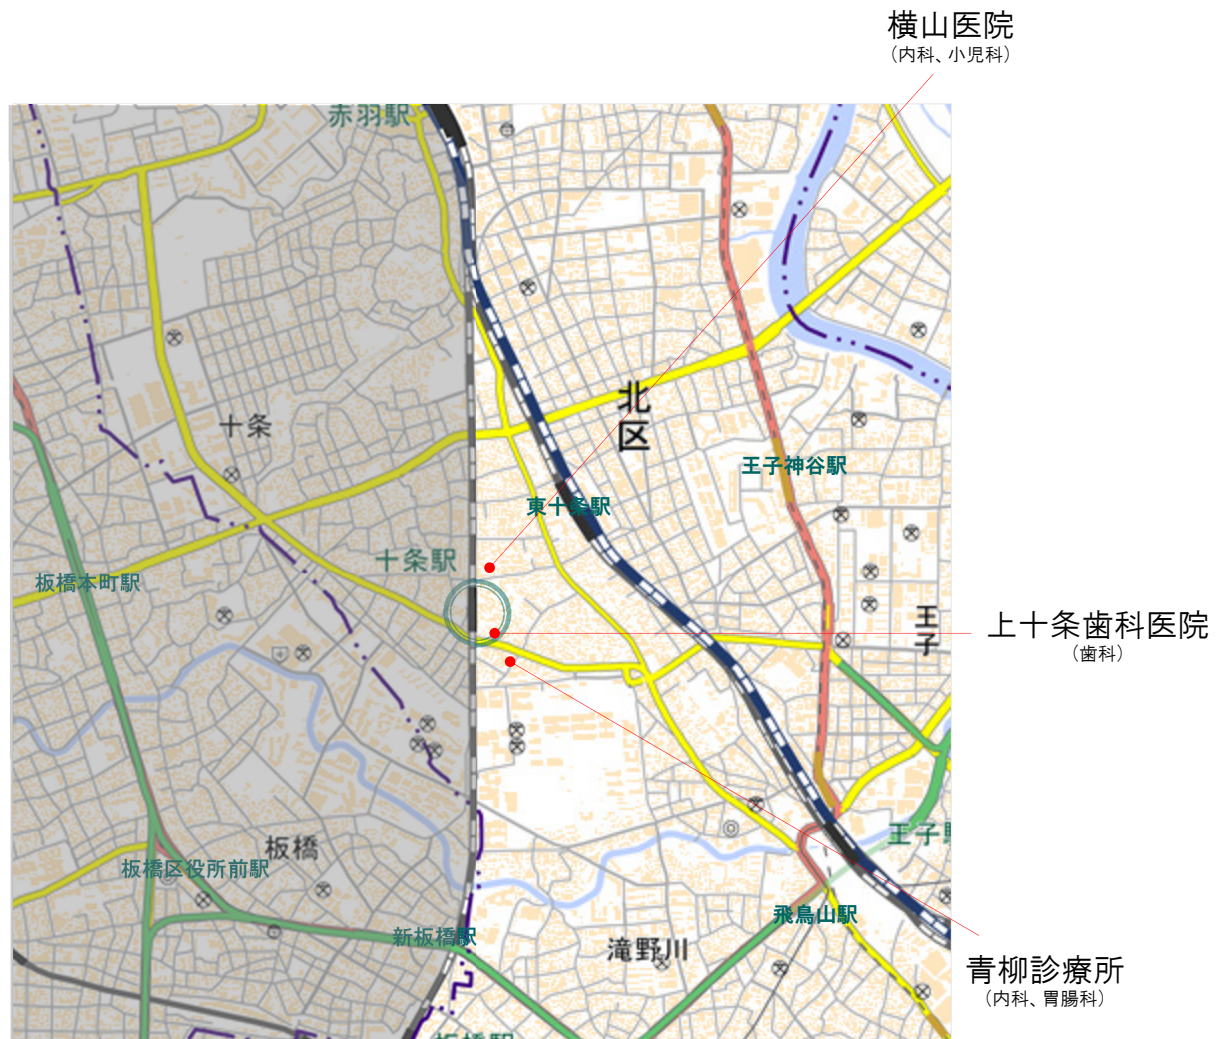 横山医院
（内科、小児科）
赤羽駅
北区
十条
王子神谷駅
東十条駅
十条駅
板橋本町駅
王子
上十条歯科医院
（歯科）
王子駅
板橋
板橋区役所前駅
飛鳥山駅
新板橋駅
滝野川
青柳診療所
（内科、胃腸科）
板橋駅